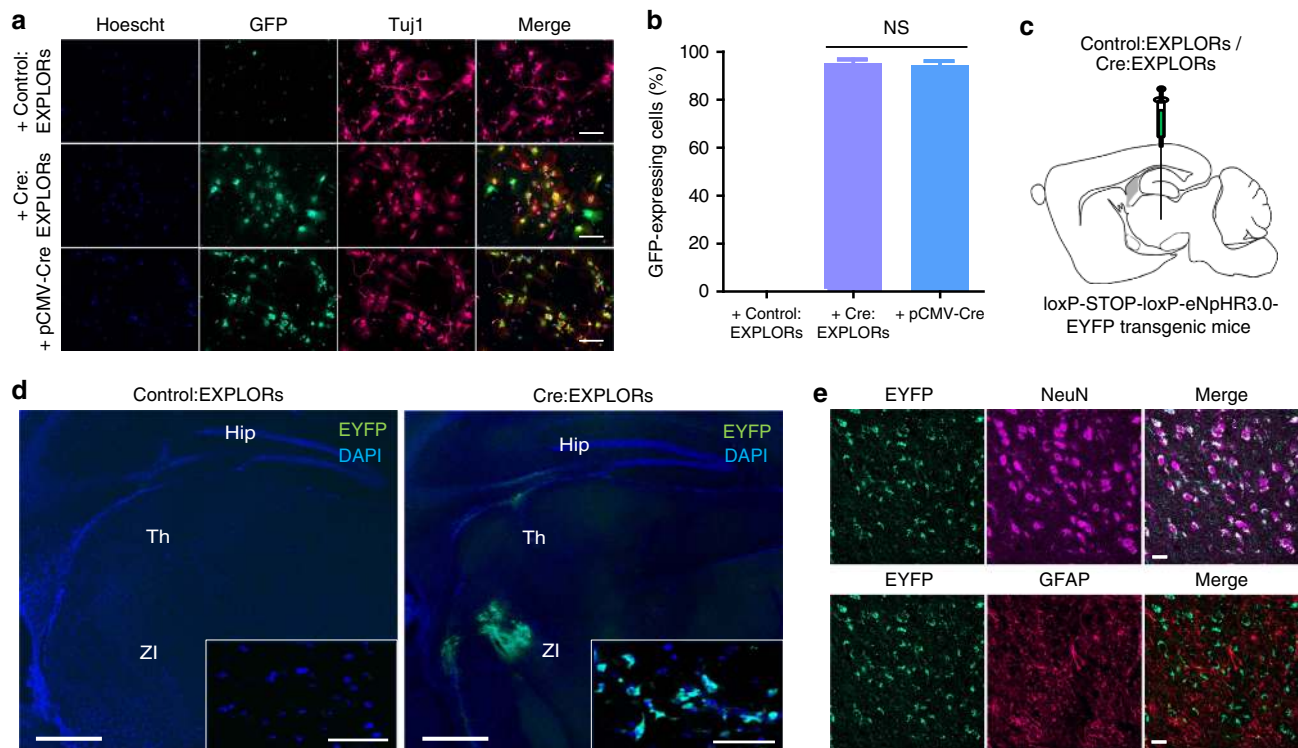 a
Hoescht
GFP
Tuj1
Merge
+ Control:
EXPLORs
+ Cre:
EXPLORs
+ pCMV-Cre
b
NS
GFP-expressing cells (%)
100
80
60
40
20
0
+ Control:
EXPLORs
+ Cre:
EXPLORs
+ pCMV-Cre
c
Control:EXPLORs /
Cre:EXPLORs
loxP-STOP-loxP-eNpHR3.0-
EYFP transgenic mice
d
Control:EXPLORs
Hip
EYFP
DAPI
Th
ZI
Cre:EXPLORs
Hip
EYFP
DAPI
Th
ZI
e
EYFP
NeuN
Merge
EYFP
GFAP
Merge